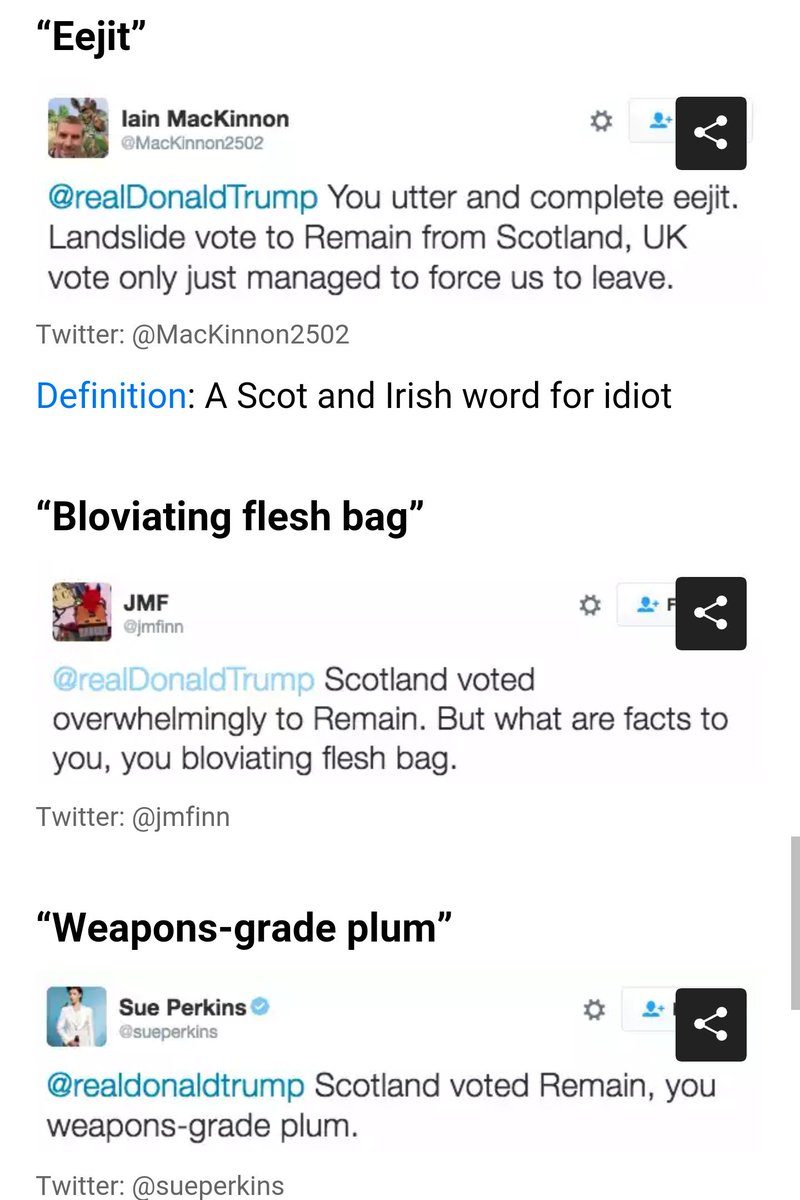 “Eejit”
Iain MacKinnon
@MacKinnon2502
@realDonaldTrump You utter and complete eejit.
Landslide vote to Remain from Scotland, UK
vote only just managed to force us to leave.
Twitter: @MacKinnon2502
Definition: A Scot and Irish word for idiot
“Bloviating flesh bag”
JMF
@jmfinn
F
@realDonaldTrump Scotland voted
overwhelmingly to Remain. But what are facts to
you, you bloviating flesh bag.
Twitter: @jmfinn
“Weapons-grade plum”
Sue Perkins
@sueperkins
@realdonaldtrump Scotland voted Remain, you
weapons-grade plum.
Twitter: @sueperkins